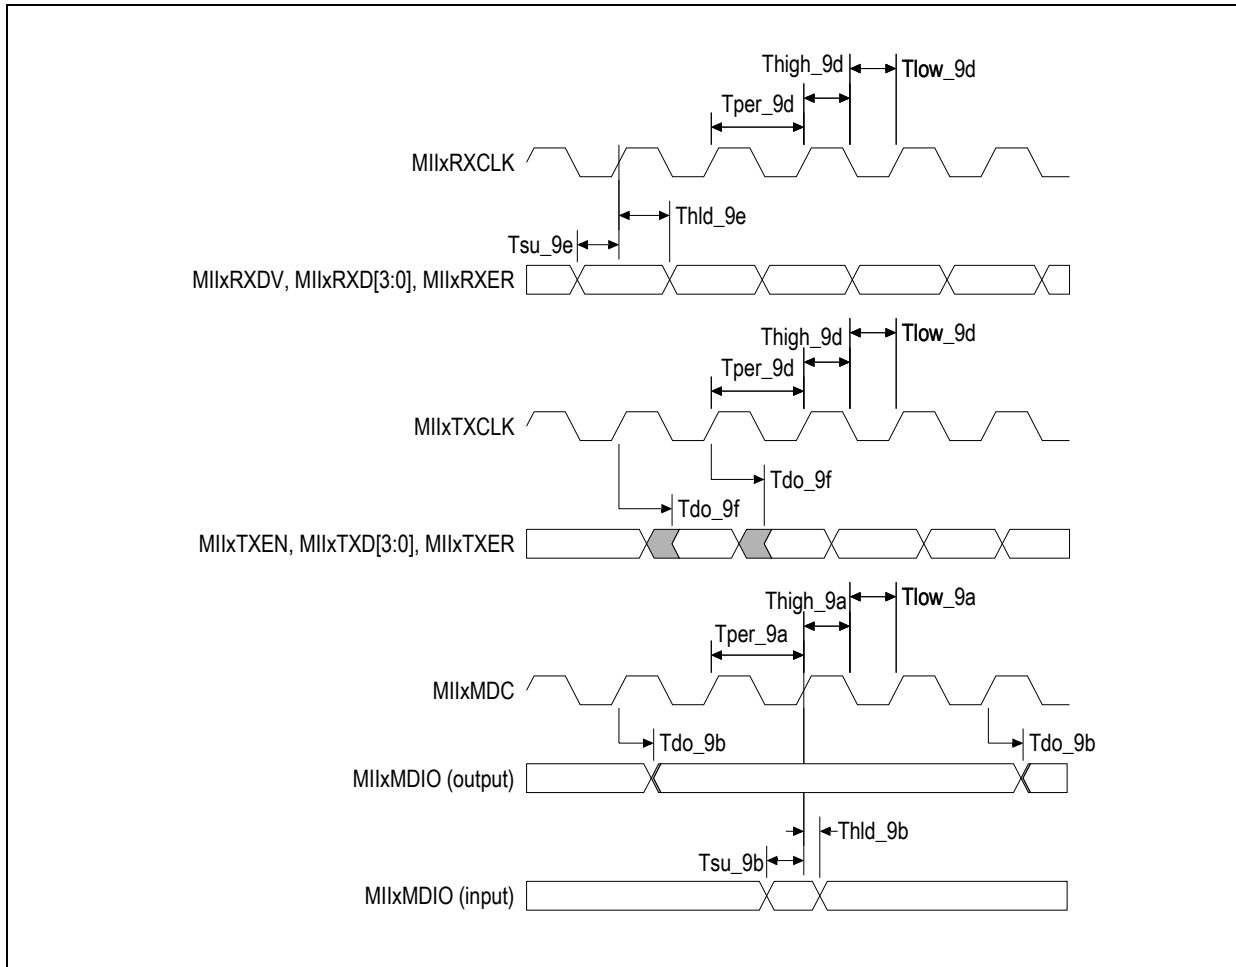 Thigh_9d
Tlow_9d
Tper_9d
MIIxRXCLK
Thld_9e
Tsu_9e
MIIxRXDV, MIIxRXD[3:0], MIIxRXER
Thigh_9d
Tlow_9d
Tper_9d
MIIxTXCLK
Tdo_9f
Tdo_9f
MIIxTXEN, MIIxTXD[3:0], MIIxTXER
Thigh_9a
Tlow_9a
Tper_9a
MIIxMDC
Tdo_9b
Tdo_9b
MIIxMDIO (output)
Thld_9b
Tsu_9b
MIIxMDIO (input)